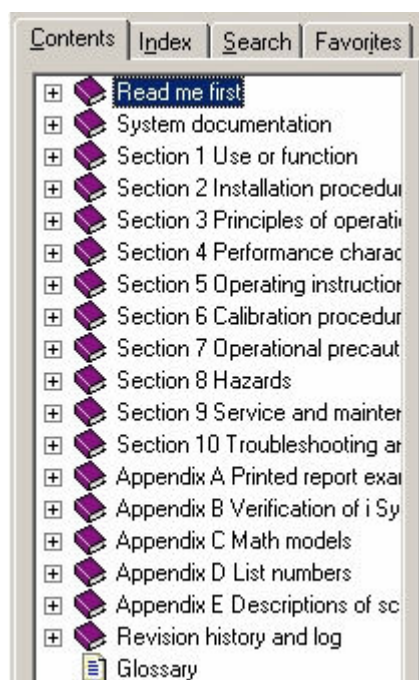 Contents Index Search Favorites
Read me first
System documentation
Section 1 Use or function
Section 2 Installation procedu
Section 3 Principles of operati
Section 4 Performance charac
Section 5 Operating instruction
Section 6 Calibration procedur
Section 7 Operational precaut
Section 8 Hazards
Section 9 Service and mainter
Section 10 Troubleshooting ar
Appendix A Printed report exa
Appendix B Verification of i Sy
Appendix C Math models
Appendix D List numbers
Appendix E Descriptions of sc
Revision history and log
Glossary